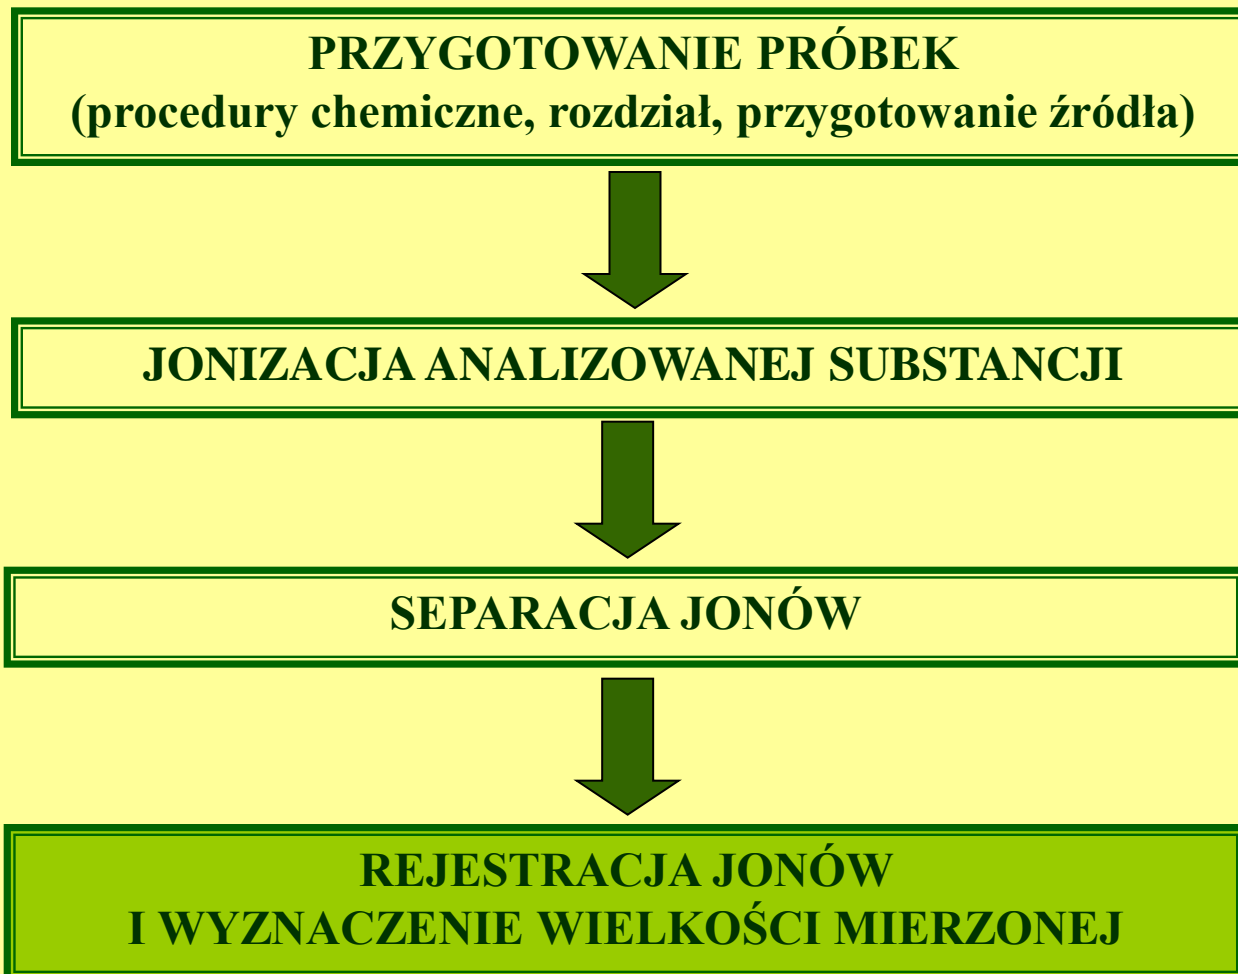 PRZYGOTOWANIE PRÓBEK
(procedury chemiczne, rozdział, przygotowanie źródła)
JONIZACJA ANALIZOWANEJ SUBSTANCJI
SEPARACJA JONÓW
REJESTRACJA JONÓW
I WYZNACZENIE WIELKOŚCI MIERZONEJ